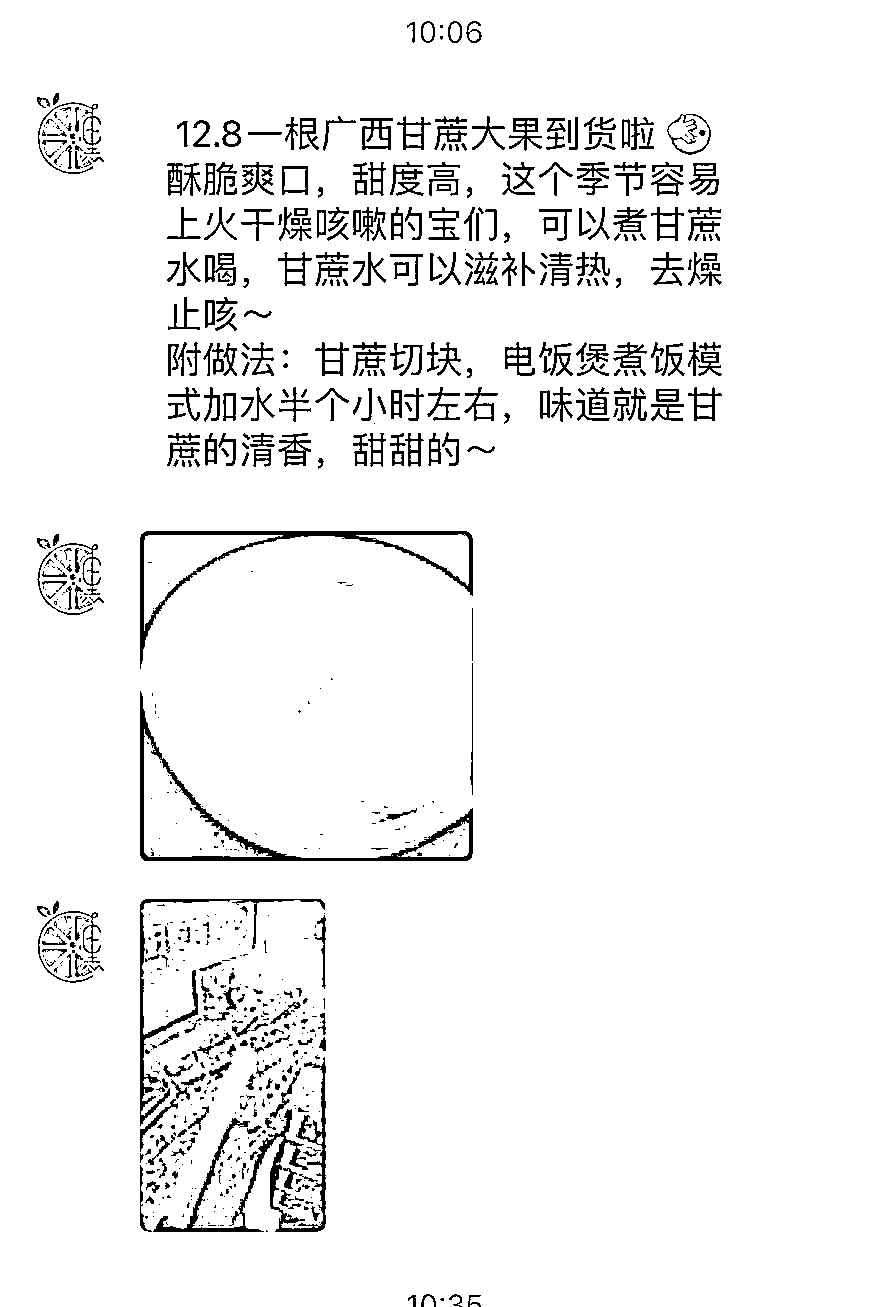 10:06
12.8一根广西甘蔗大果到货啦
酥脆爽口，甜度高，这个季节容易
上火干燥咳嗽的宝们，可以煮甘蔗
水喝，甘蔗水可以滋补清热，去燥
止咳～
附做法：甘蔗切块，电饭煲煮饭模
式加水半个小时左右，味道就是甘
蔗的清香，甜甜的～
10:35